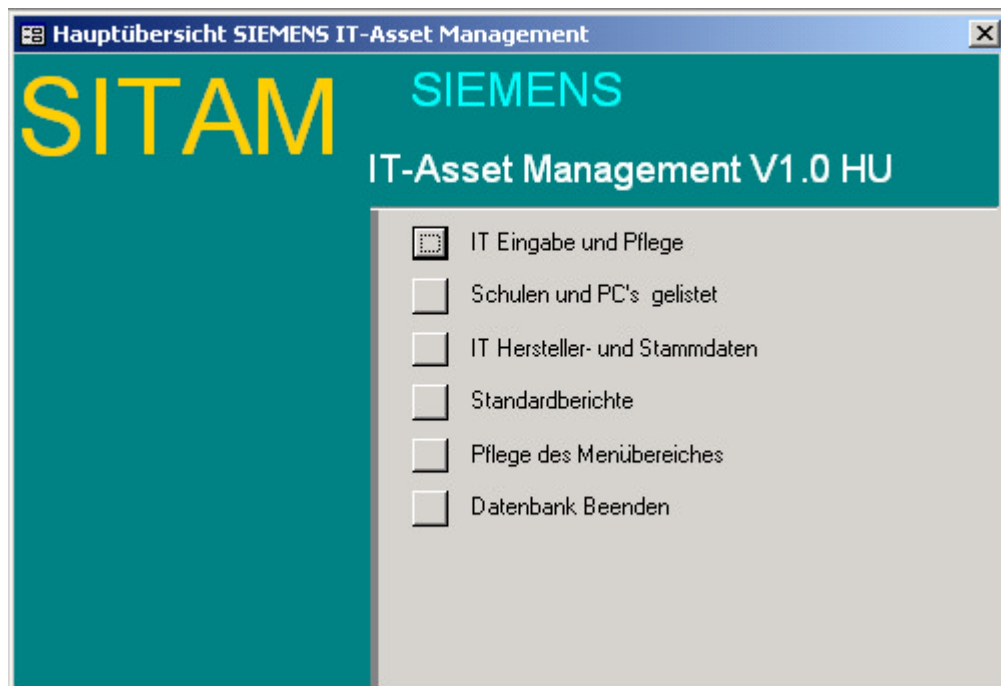 Hauptübersicht SIEMENS IT-Asset Management
SITAM
SIEMENS
IT-Asset Management V1.0 HU
IT Eingabe und Pflege
Schulen und PC's  gelistet
IT Hersteller- und Stammdaten
Standardberichte
Pflege des Menübereiches
Datenbank Beenden